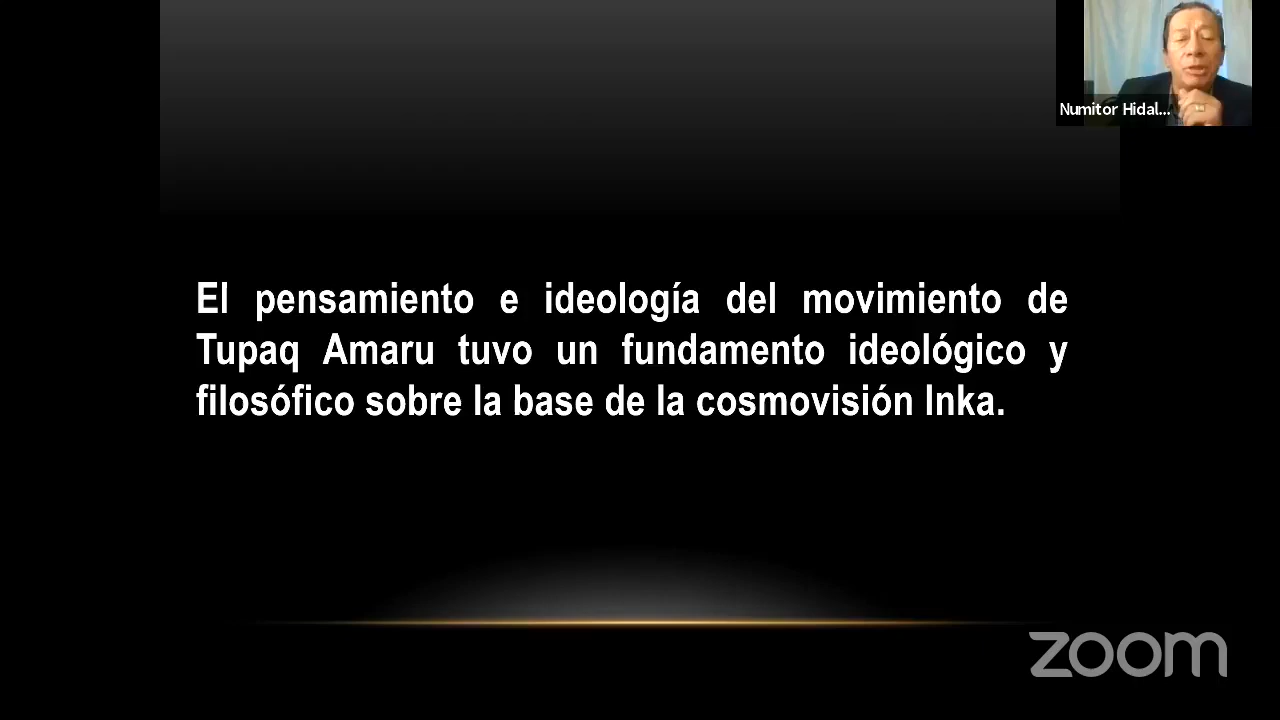 Numitor Hidal...
El pensamiento e ideología del movimiento de
Tupaq Amaru tuvo un fundamento ideológico y
filosófico sobre la base de la cosmovisión Inka.
zoom